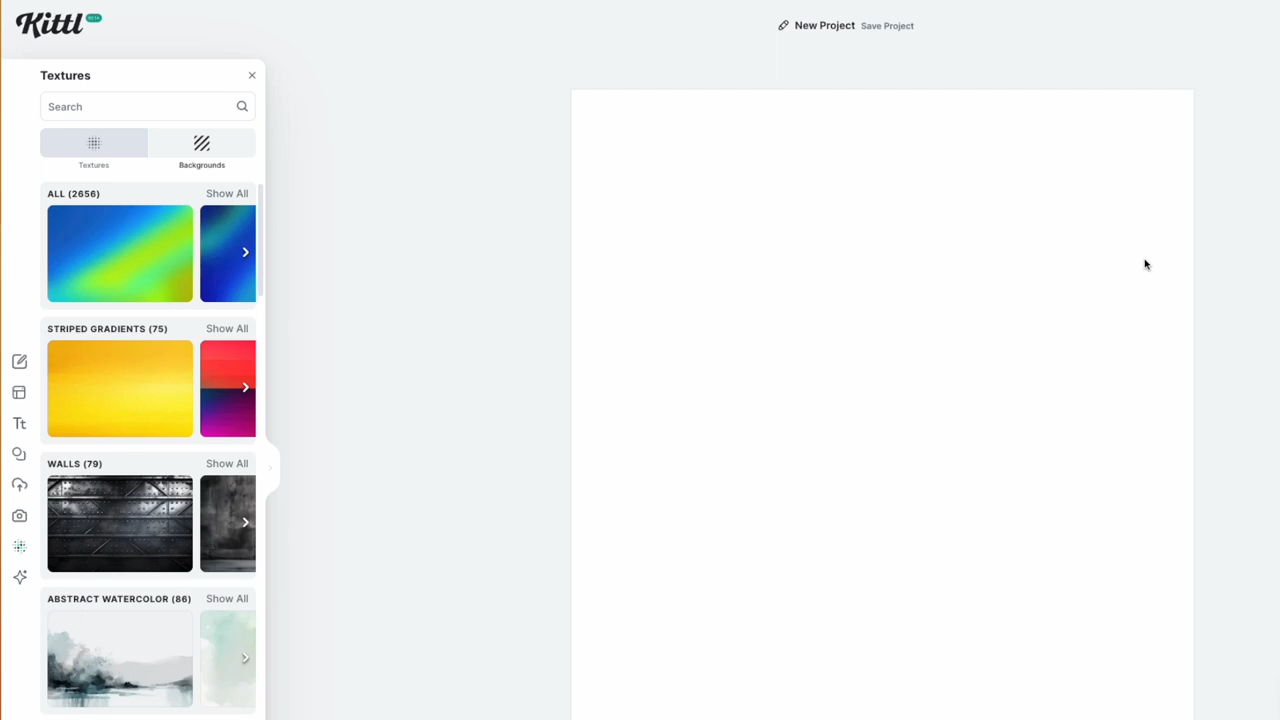 Kittl BETA
New Project Save Project
Textures
Search
Textures Backgrounds
ALL (2656) Show All
STRIPED GRADIENTS (75) Show All
WALLS (79) Show All
Tt
ABSTRACT WATERCOLOR (86) Show All